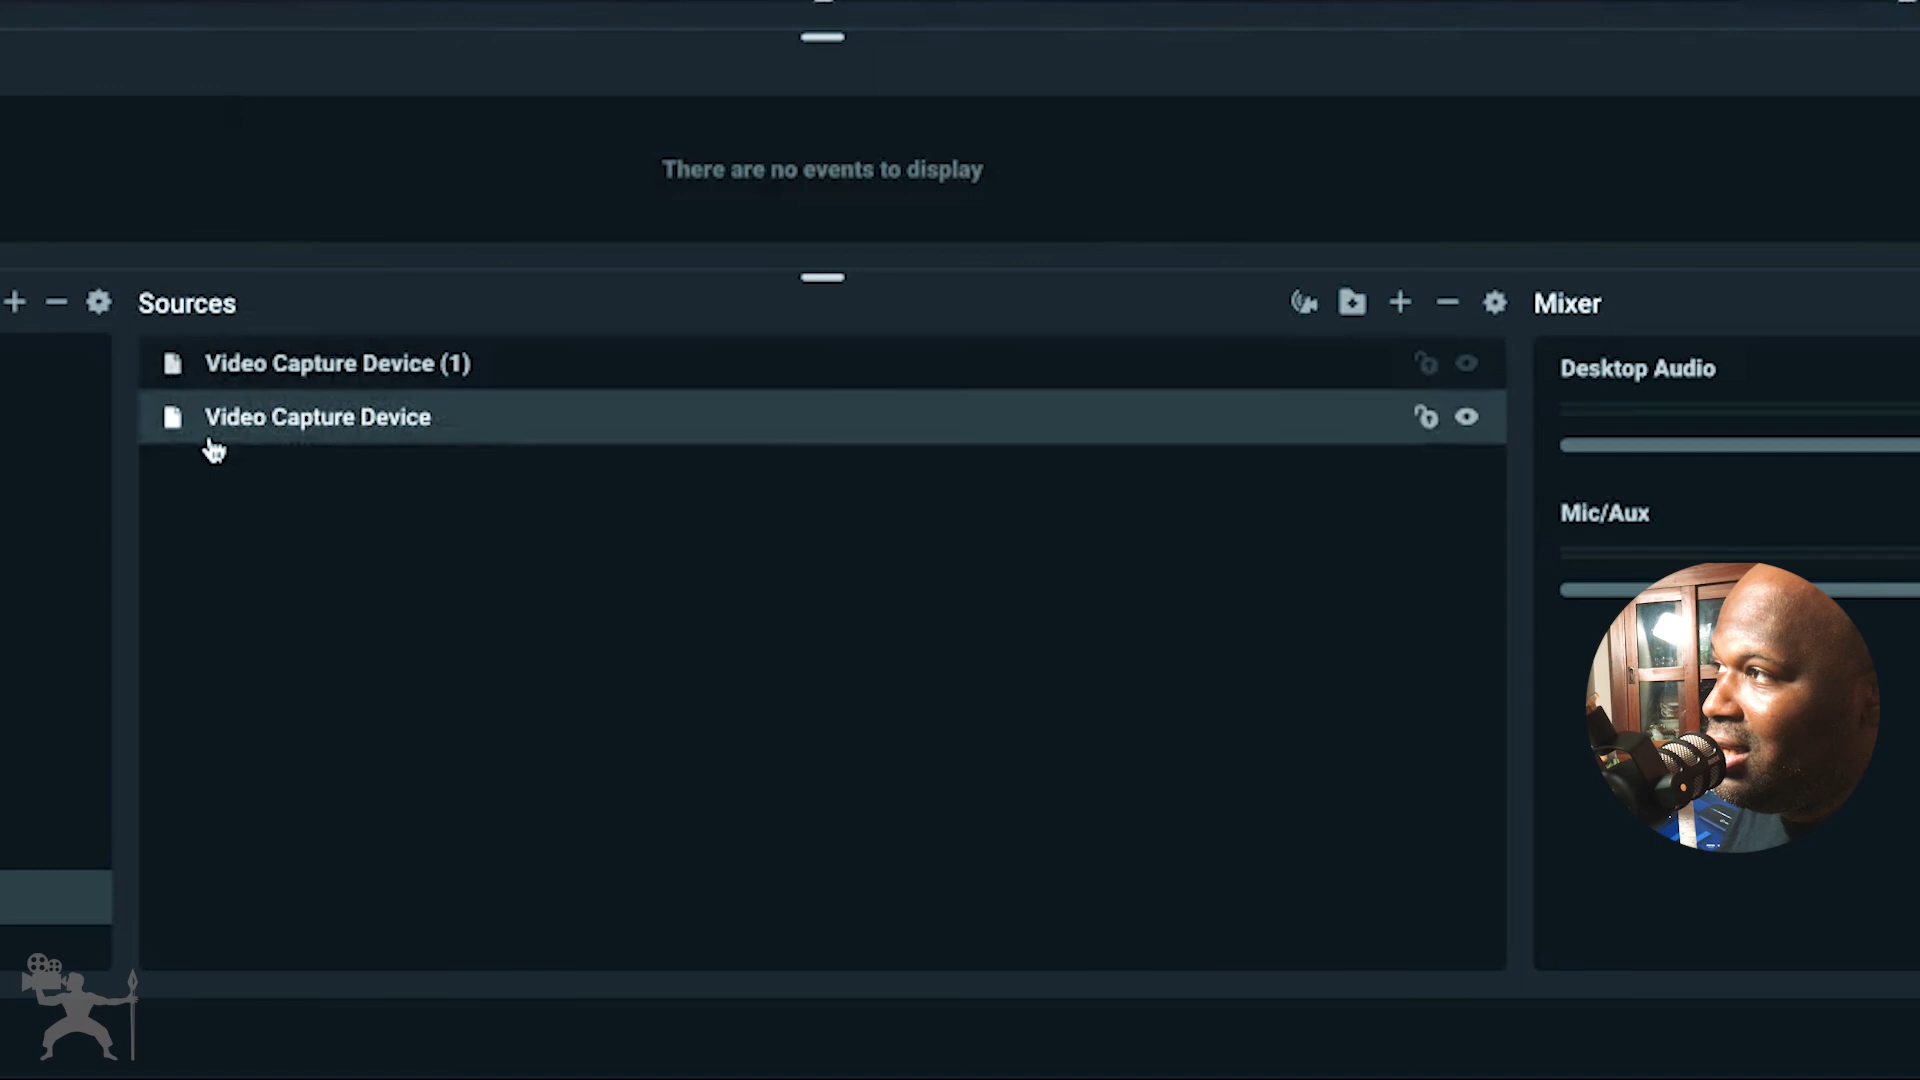 There are no events to display
Sources
Mixer
Video Capture Device (1)
Video Capture Device
Desktop Audio
Mic/Aux